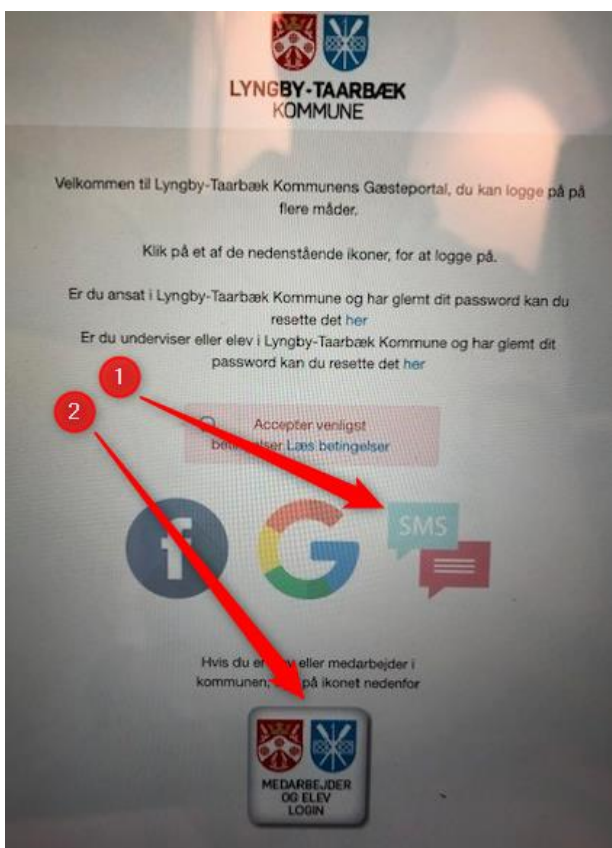 LYNGBY-TAARBÆK
KOMMUNE
Velkommen til Lyngby-Taarbæk Kommunens Gæsteportal, du kan logge på på
flere måder.
Klik på et af de nedenstående ikoner, for at logge på.
Er du ansat i Lyngby-Taarbæk Kommune og har glemt dit password kan du
resette det her
Er du underviser eller elev i Lyngby-Taarbæk Kommune og har glemt dit
password kan du resette det her
1
2
Accepter venligst
betingelser Læs betingelser
f
G
SMS
Hvis du er eller medarbejder i
kommunen, på ikonet nedenfor
MEDARBEJDER
OG ELEV
LOGIN